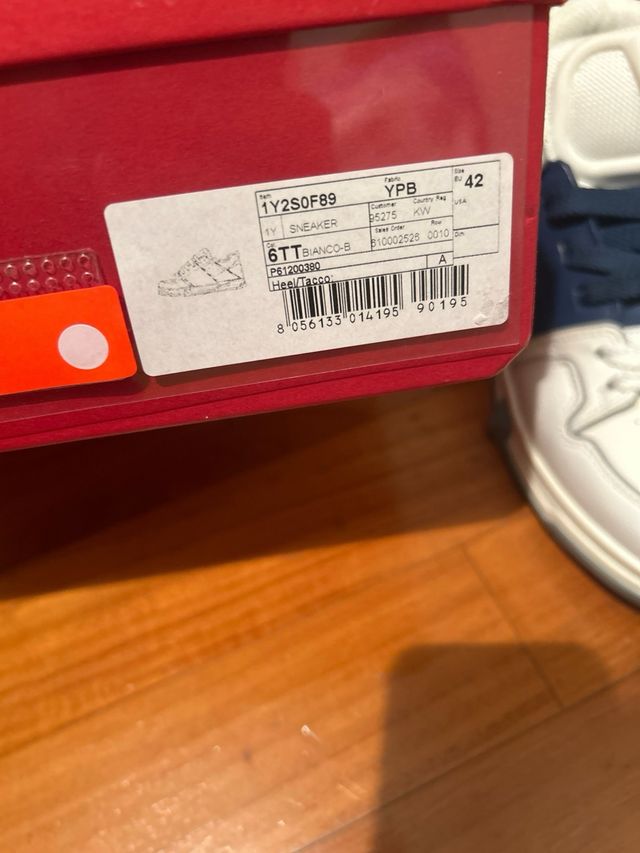 Item
1Y2S0F89
Fabric
YPB
Size
EU 42
1Y SNEAKER
Customer
95275
Country Reg
KW
USA
Col
6TT BIANCO-B
Sales Order
610002526
Row
0010
Dim
P61200380
A
Heel/Tacco:
8 056133 014195 90195